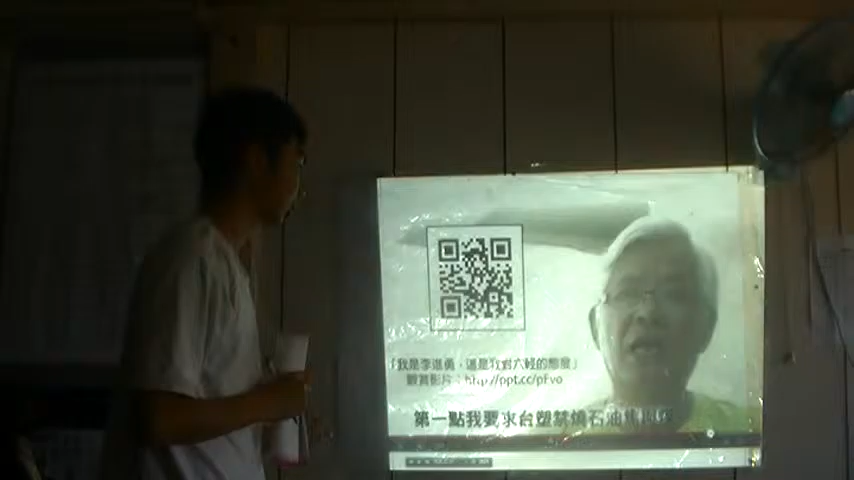 「我是李進勇，這是我對六輕的態度」
觀賞影片：http://ppt.cc/pFvo
第一點我要求台塑禁燒石油焦